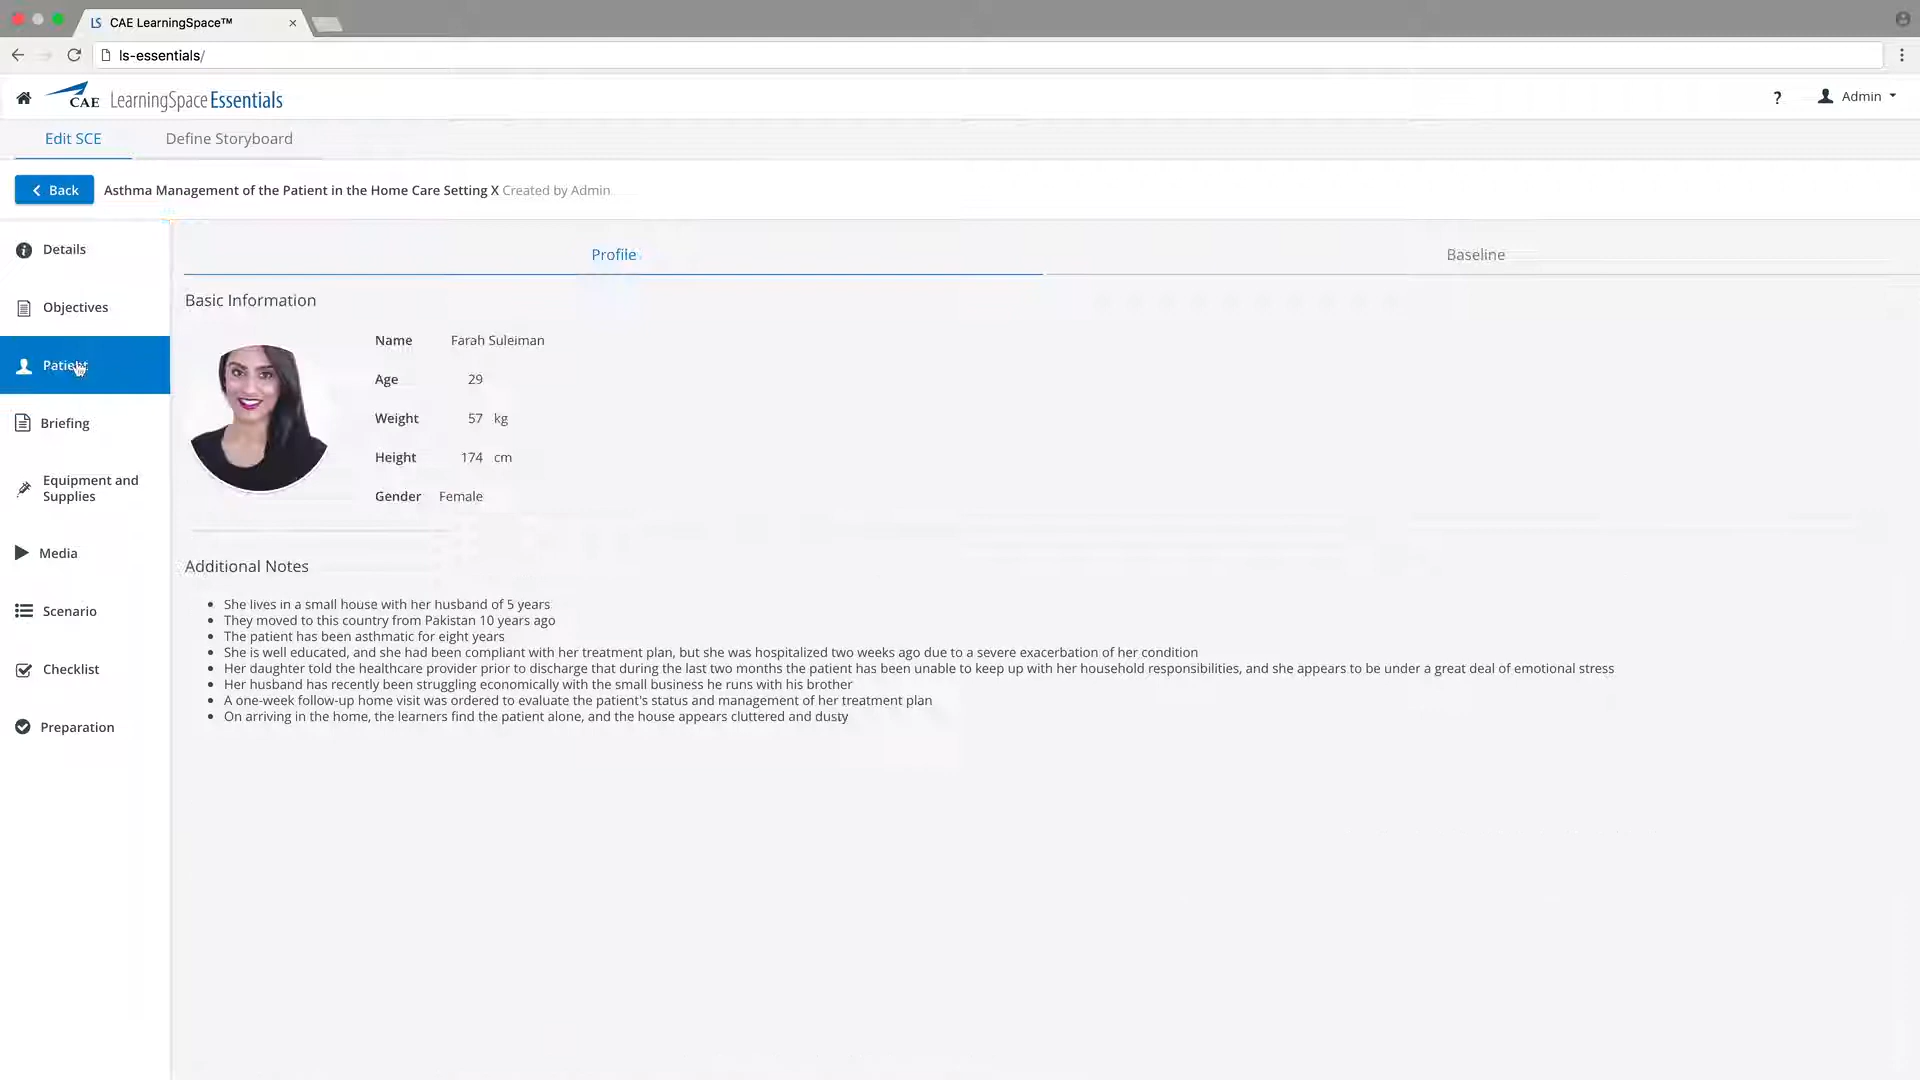 LS CAE LearningSpace™ ×
ls-essentials/
CAE LearningSpace Essentials
? Admin
Edit SCE Define Storyboard
Back Asthma Management of the Patient in the Home Care Setting X Created by Admin
Details
Objectives
Patient
Briefing
Equipment and
Supplies
Media
Scenario
Checklist
Preparation
Profile Baseline
Basic Information
Name Farah Suleiman
Age 29
Weight 57 kg
Height 174 cm
Gender Female
Additional Notes
• She lives in a small house with her husband of 5 years
• They moved to this country from Pakistan 10 years ago
• The patient has been asthmatic for eight years
• She is well educated, and she had been compliant with her treatment plan, but she was hospitalized two weeks ago due to a severe exacerbation of her condition
• Her daughter told the healthcare provider prior to discharge that during the last two months the patient has been unable to keep up with her household responsibilities, and she appears to be under a great deal of emotional stress
• Her husband has recently been struggling economically with the small business he runs with his brother
• A one-week follow-up home visit was ordered to evaluate the patient's status and management of her treatment plan
• On arriving in the home, the learners find the patient alone, and the house appears cluttered and dusty